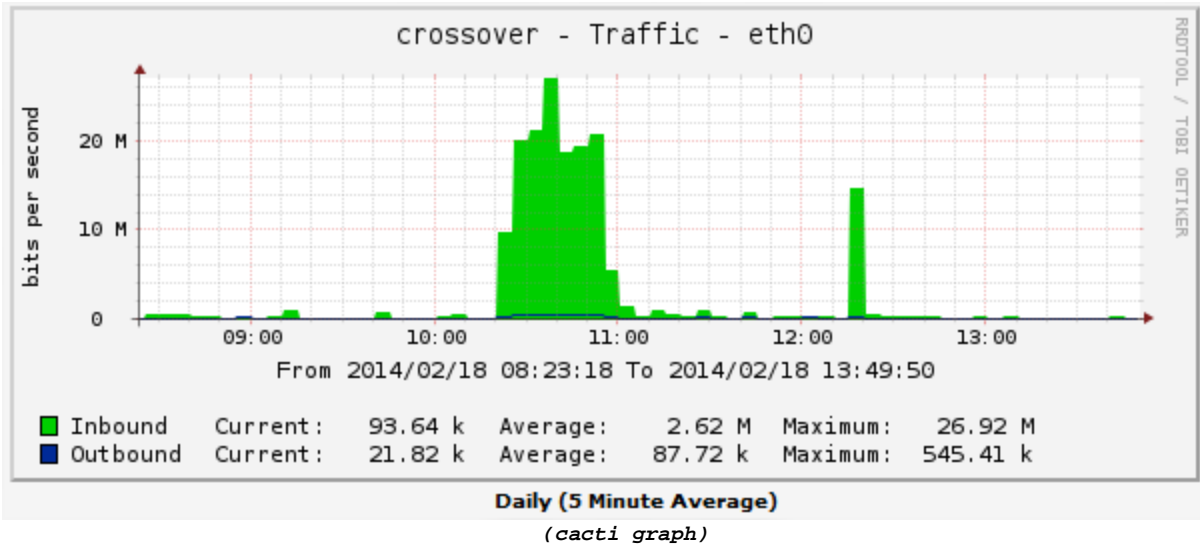 crossover - Traffic - eth0
RRDTOOL / TOBI OETIKER
bits per second
20 M
10 M
0
09:00 10:00 11:00 12:00 13:00
From 2014/02/18 08:23:18 To 2014/02/18 13:49:50
Inbound Current: 93.64 k Average: 2.62 M Maximum: 26.92 M
Outbound Current: 21.82 k Average: 87.72 k Maximum: 545.41 k
Daily (5 Minute Average)
(cacti graph)